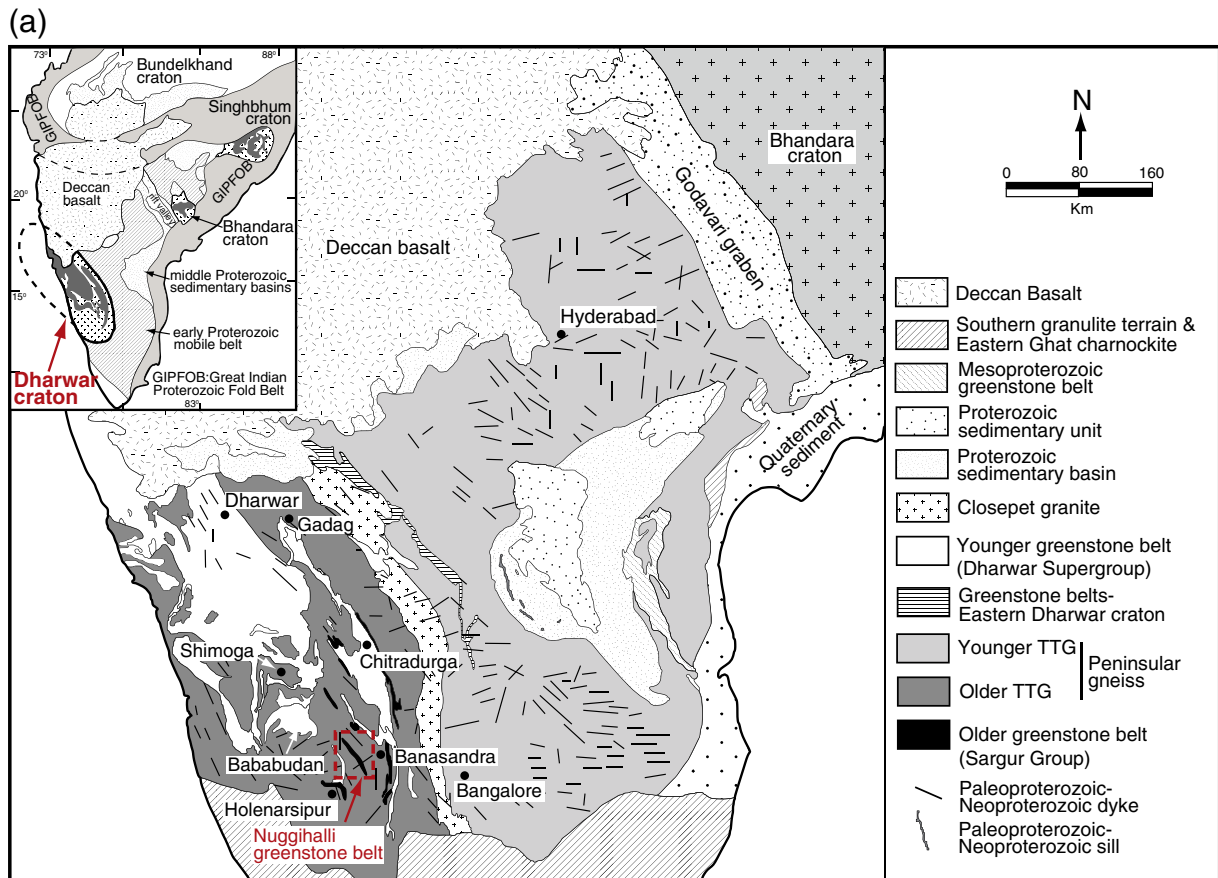 (a)
73°
88°
Bundelkhand
craton
GIPFOB
Singhbhum
craton
Deccan
basalt
rift valley
GIPFOB
20°
Bhandara
craton
middle Proterozoic
sedimentary basins
15°
early Proterozoic
mobile belt
Dharwar
craton
GIPFOB:Great Indian
Proterozoic Fold Belt
83°
Bhandara
craton
Godavari graben
Deccan basalt
Hyderabad
Quaternary
sediment
Dharwar
Gadag
Shimoga
Chitradurga
Bababudan
Banasandra
Bangalore
Holenarsipur
Nuggihalli
greenstone belt
N
0 80 160
Km
Deccan Basalt
Southern granulite terrain &
Eastern Ghat charnockite
Mesoproterozoic
greenstone belt
Proterozoic
sedimentary unit
Proterozoic
sedimentary basin
Closepet granite
Younger greenstone belt
(Dharwar Supergroup)
Greenstone belts-
Eastern Dharwar craton
Younger TTG
Peninsular
gneiss
Older TTG
Older greenstone belt
(Sargur Group)
Paleoproterozoic-
Neoproterozoic dyke
Paleoproterozoic-
Neoproterozoic sill